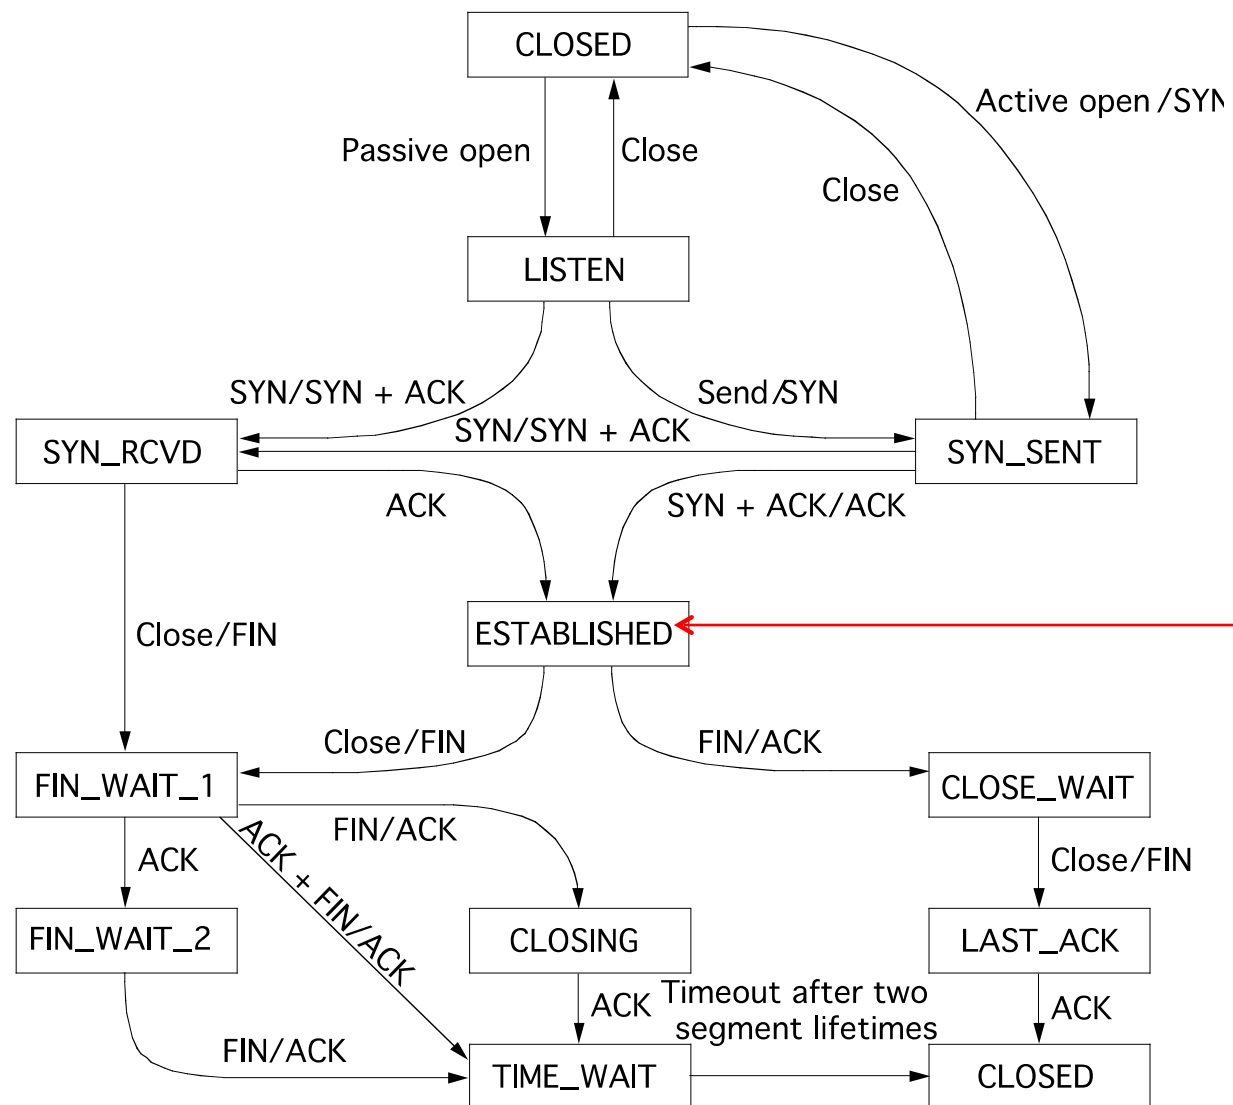 CLOSED
Active open /SYN
Passive open
Close
Close
LISTEN
SYN/SYN + ACK
Send/SYN
SYN/SYN + ACK
SYN_RCVD
SYN_SENT
ACK
SYN + ACK/ACK
ESTABLISHED
Close/FIN
Close/FIN
FIN/ACK
FIN_WAIT_1
CLOSE_WAIT
FIN/ACK
ACK
ACK + FIN/ACK
Close/FIN
FIN_WAIT_2
CLOSING
LAST_ACK
ACK
Timeout after two
segment lifetimes
ACK
FIN/ACK
TIME_WAIT
CLOSED